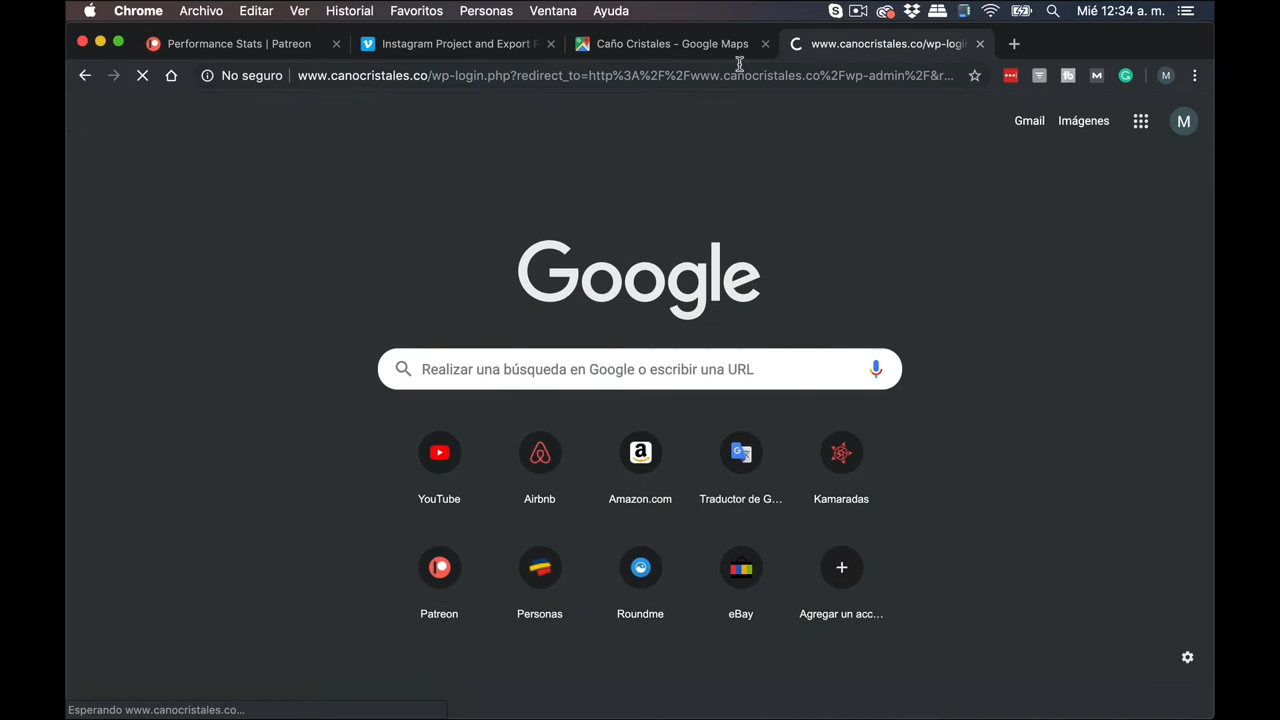 Chrome Archivo Editar Ver Historial Favoritos Personas Ventana Ayuda Mié 12:34 a. m.
Performance Stats | Patreon Instagram Project and Export Caño Cristales - Google Maps www.canocristales.co/wp-logi
No seguro www.canocristales.co/wp-login.php?redirect_to=http%3A%2F%2Fwww.canocristales.co%2Fwp-admin%2F&r... M
Gmail Imágenes M
Google
Realizar una búsqueda en Google o escribir una URL
YouTube Airbnb Amazon.com Traductor de G... Kamaradas
Patreon Personas Roundme eBay Agregar un acc...
Esperando www.canocristales.co...